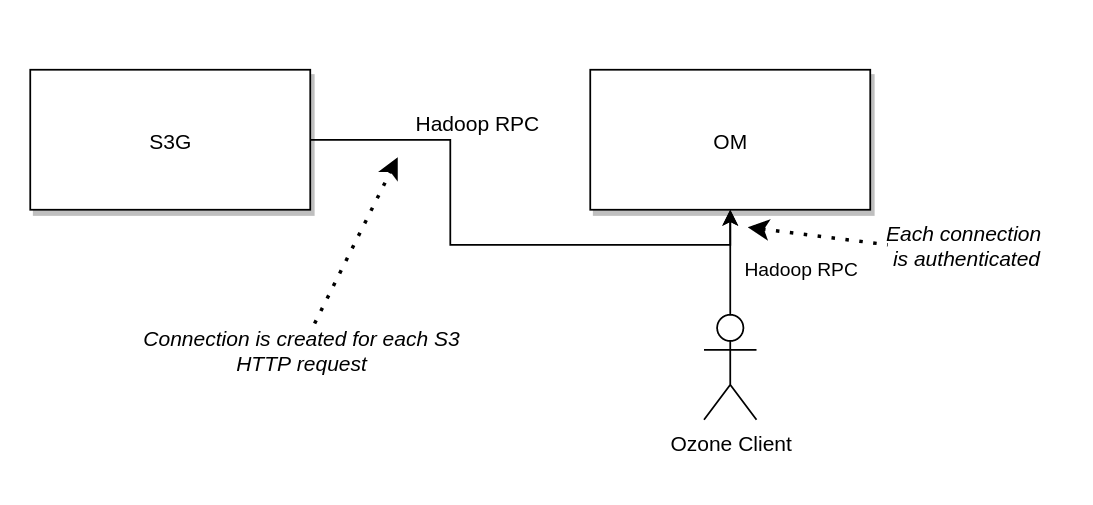 Hadoop RPC
S3G
OM
Each connection
is authenticated
Hadoop RPC
Connection is created for each S3
HTTP request
Ozone Client